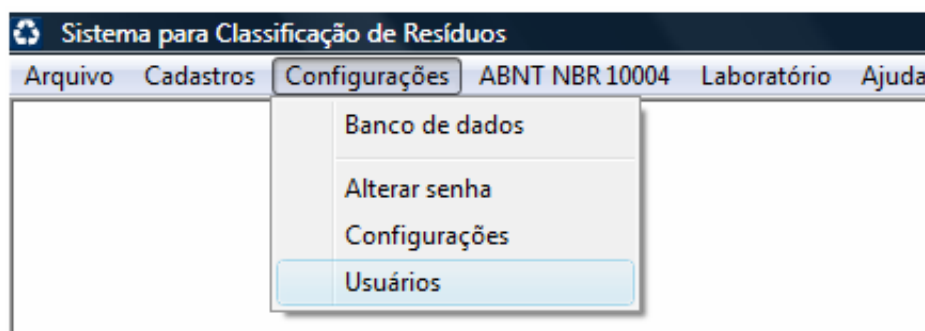 Sistema para Classificação de Resíduos
Arquivo Cadastros Configurações ABNT NBR 10004 Laboratório Ajuda
Banco de dados
Alterar senha
Configurações
Usuários